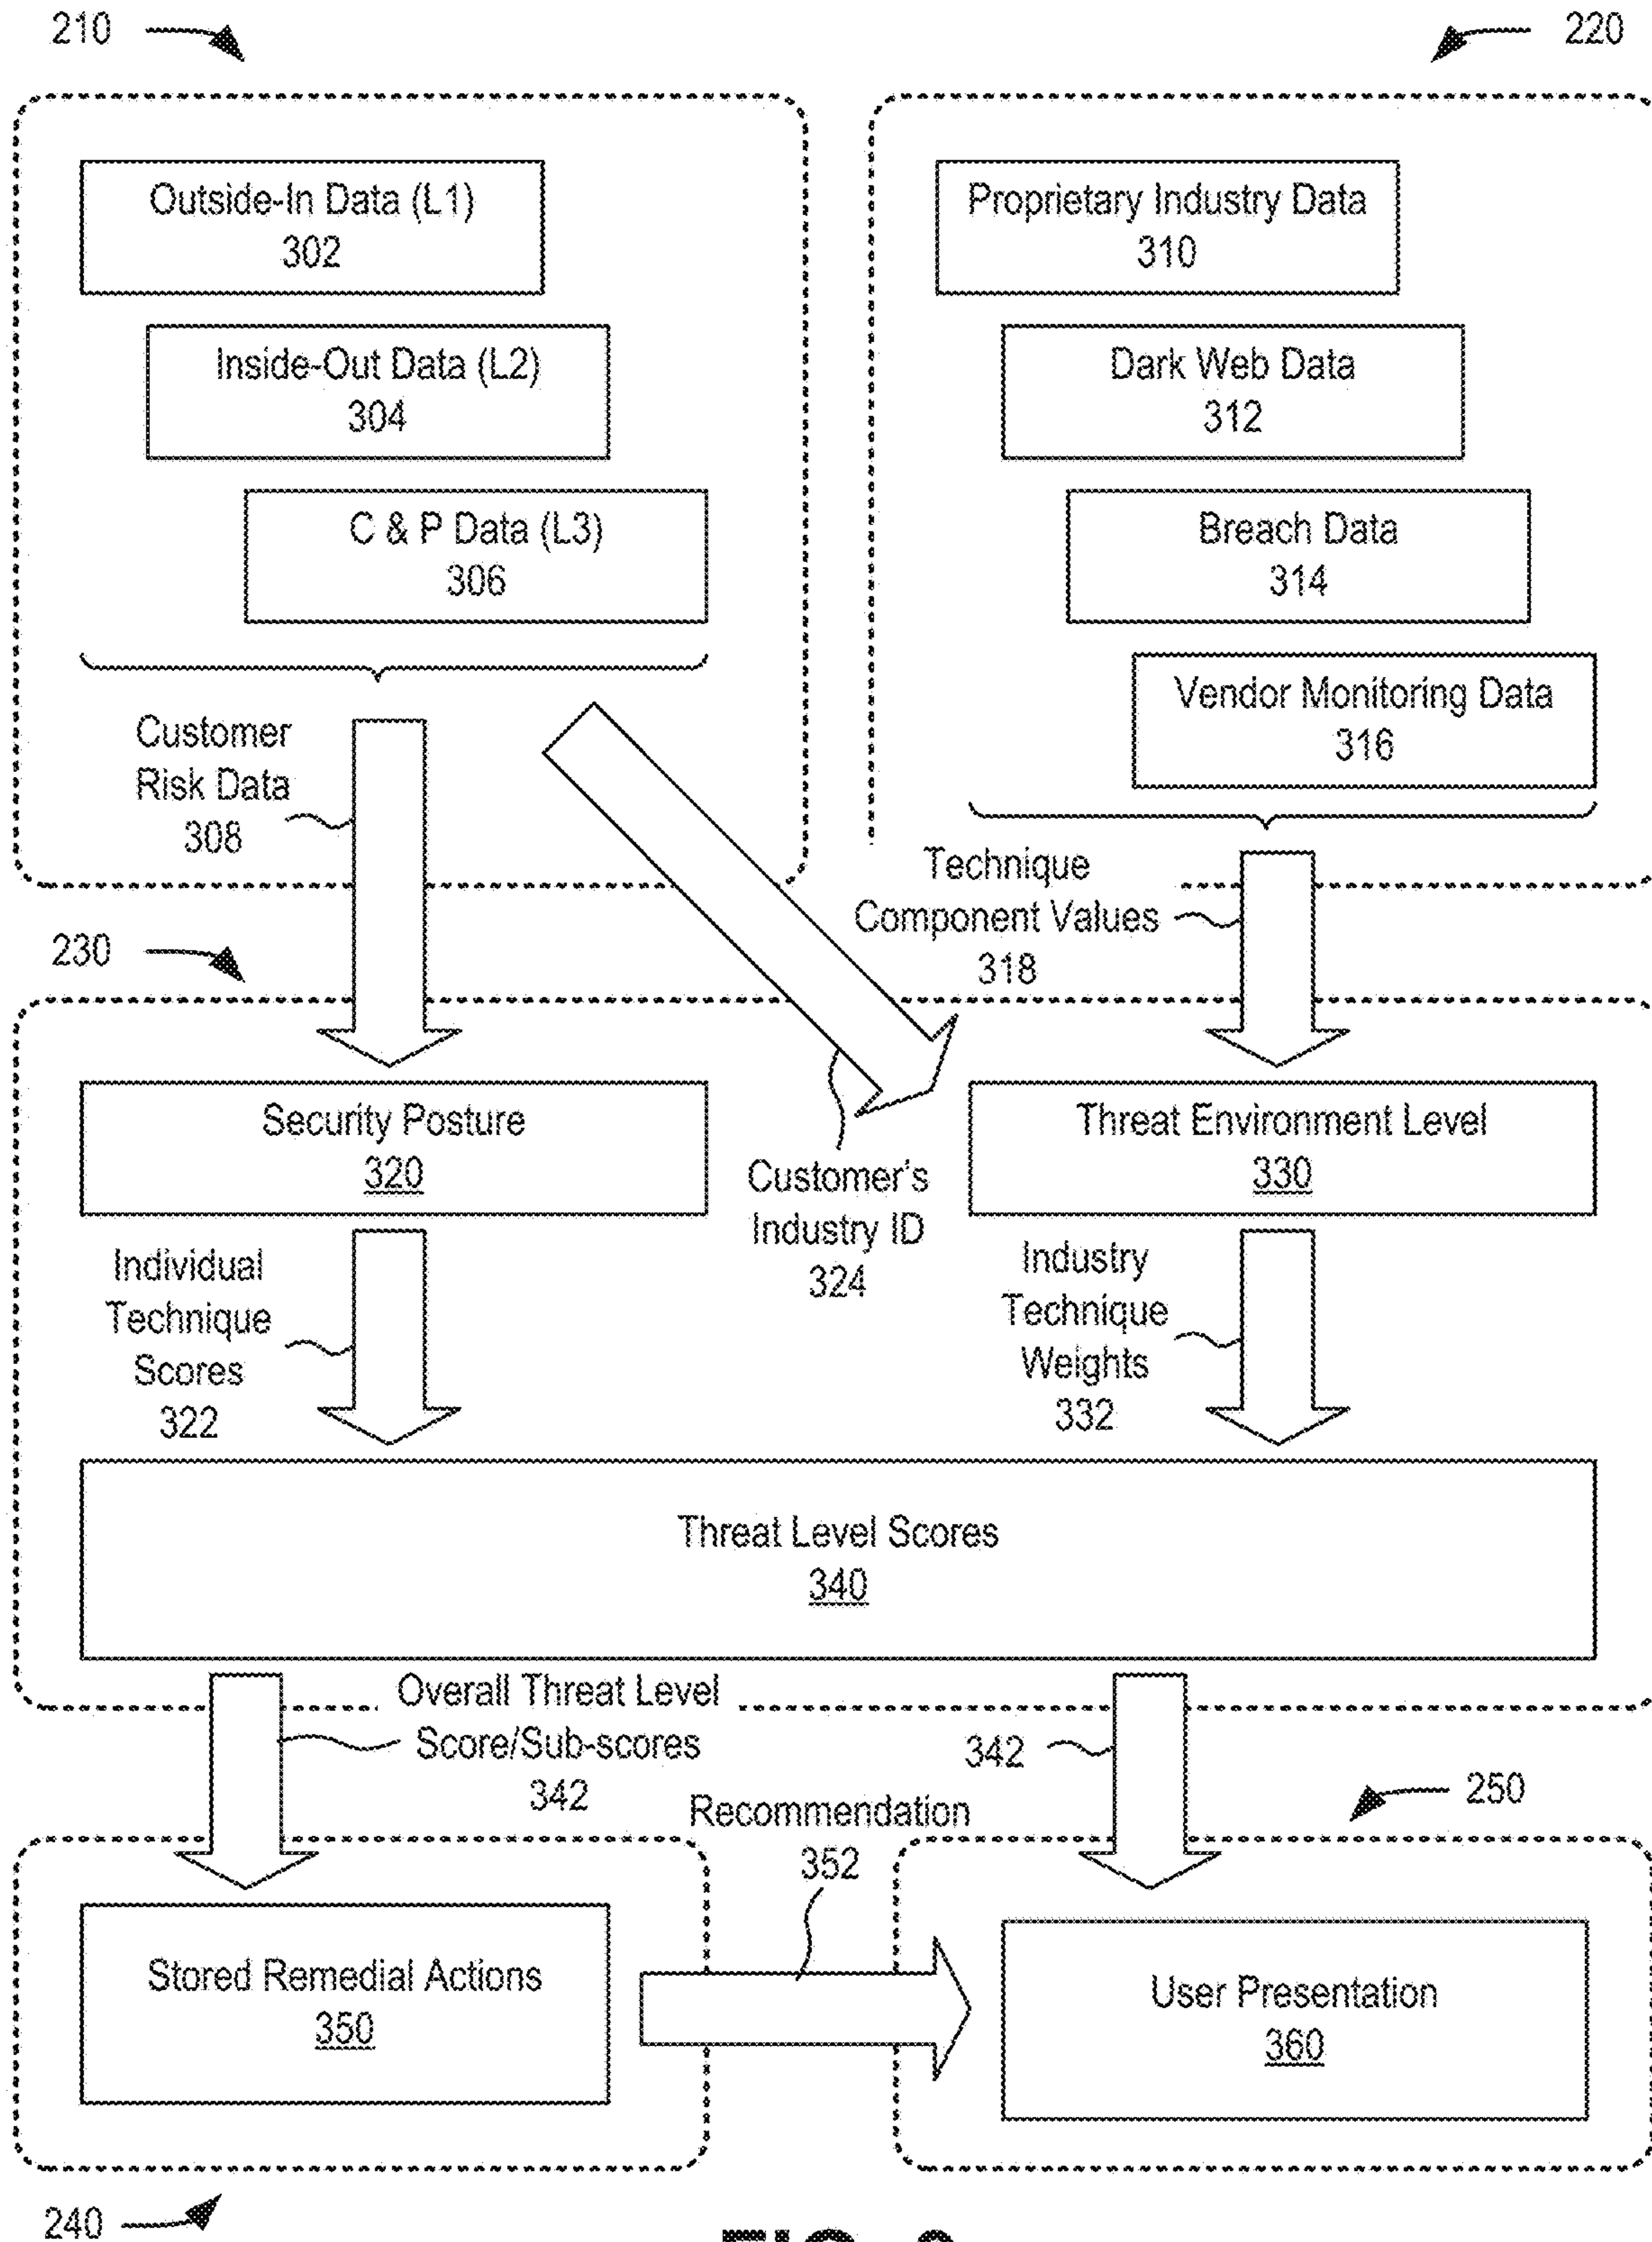 210
220
Outside-In Data (L1)
302
Inside-Out Data (L2)
304
C & P Data (L3)
306
Proprietary Industry Data
310
Dark Web Data
312
Breach Data
314
Vendor Monitoring Data
316
Customer
Risk Data
308
Technique
Component Values
318
230
Security Posture
320
Customer's
Industry ID
324
Threat Environment Level
330
Individual
Technique
Scores
322
Industry
Technique
Weights
332
Threat Level Scores
340
Overall Threat Level
Score/Sub-scores
342
342
250
Recommendation
352
Stored Remedial Actions
350
User Presentation
360
240